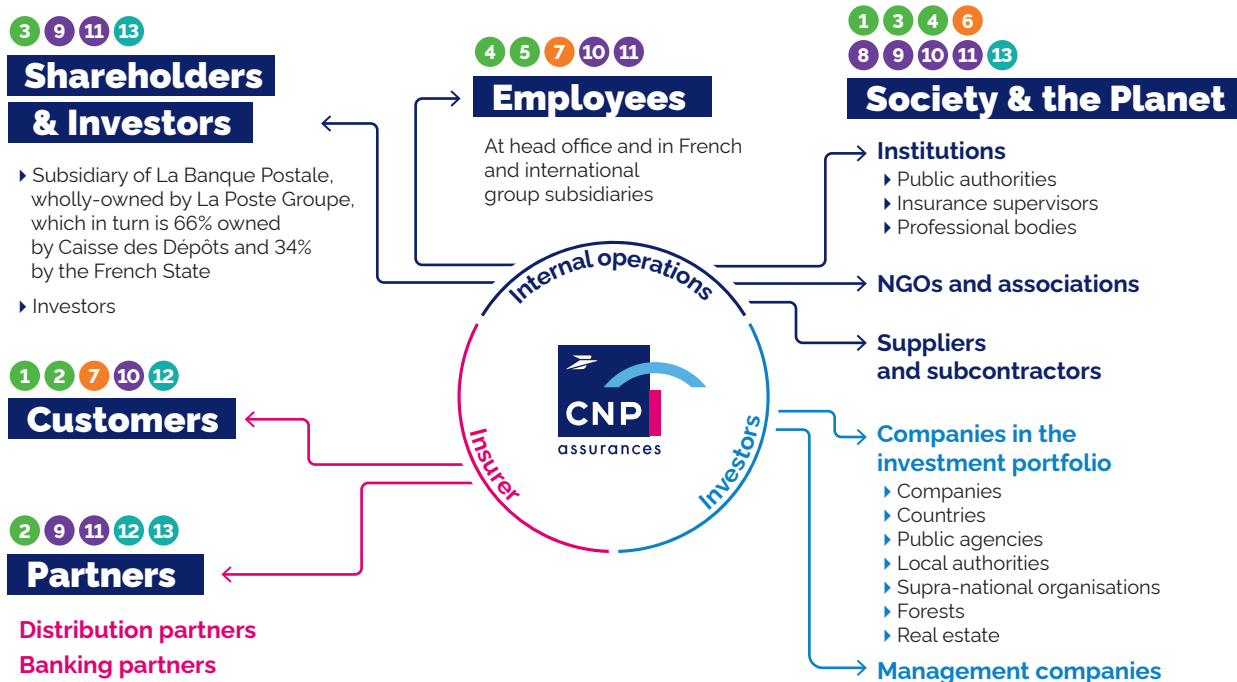 3 9 11 13
Shareholders
& Investors
Subsidiary of La Banque Postale,
wholly-owned by La Poste Groupe,
which in turn is 66% owned
by Caisse des Dépôts and 34%
by the French State
Investors
4 5 7 10 11
Employees
At head office and in French
and international
group subsidiaries
1 3 4 6
8 9 10 11 13
Society & the Planet
Institutions
Public authorities
Insurance supervisors
Professional bodies
NGOs and associations
Suppliers
and subcontractors
Internal operations
CNP
assurances
Insurer
Investors
1 2 7 10 12
Customers
2 9 11 12 13
Partners
Distribution partners
Banking partners
Companies in the
investment portfolio
Companies
Countries
Public agencies
Local authorities
Supra-national organisations
Forests
Real estate
Management companies